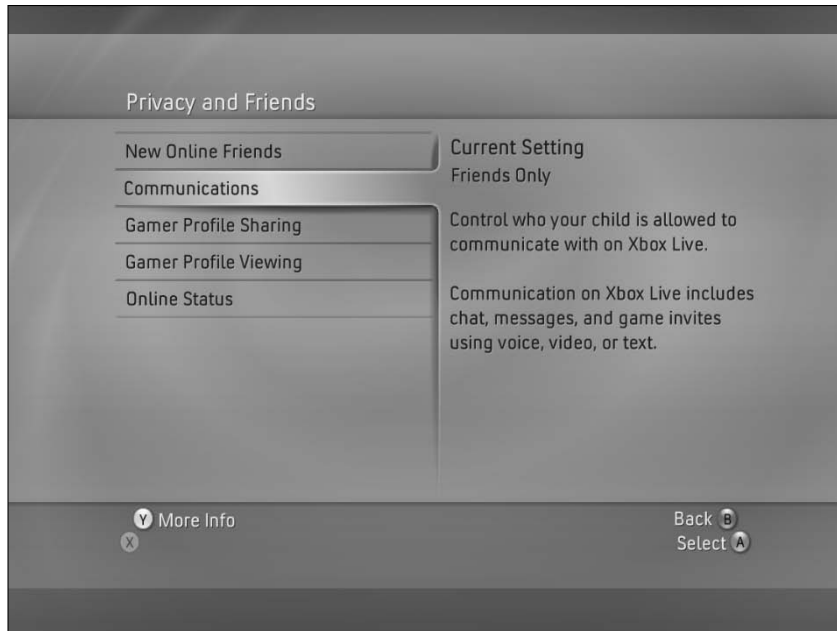 Privacy and Friends
New Online Friends
Communications
Gamer Profile Sharing
Gamer Profile Viewing
Online Status
Current Setting
Friends Only
Control who your child is allowed to
communicate with on Xbox Live.
Communication on Xbox Live includes
chat, messages, and game invites
using voice, video, or text.
Y More Info
X
Back B
Select A